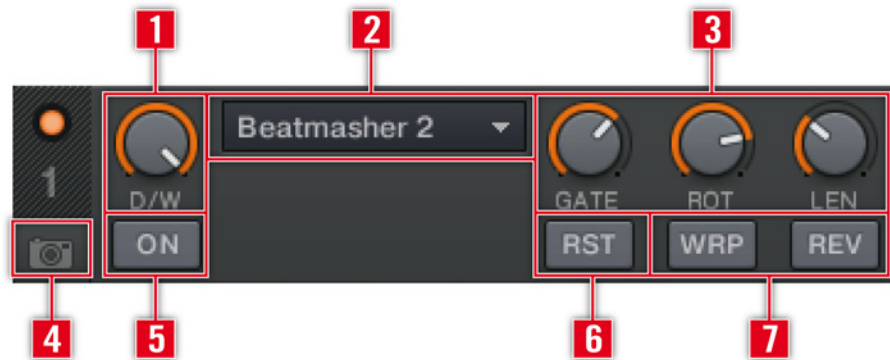 1 2 3
Beatmasher 2
1
D/W GATE ROT LEN
ON RST WRP REV
4 5 6 7